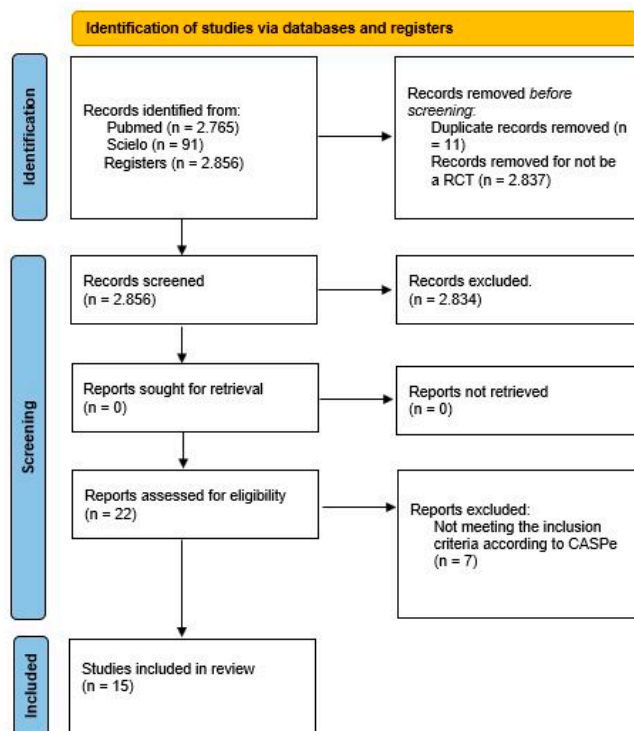 Identification of studies via databases and registers
Identification
Records identified from:
Pubmed (n = 2.765)
Scielo (n = 91)
Registers (n = 2.856)
Records removed before
screening:
Duplicate records removed (n
= 11)
Records removed for not be
a RCT (n = 2.837)
Screening
Records screened
(n = 2.856)
Records excluded.
(n = 2.834)
Reports sought for retrieval
(n = 0)
Reports not retrieved
(n = 0)
Reports assessed for eligibility
(n = 22)
Reports excluded:
Not meeting the inclusion
criteria according to CASPe
(n = 7)
Included
Studies included in review
(n = 15)